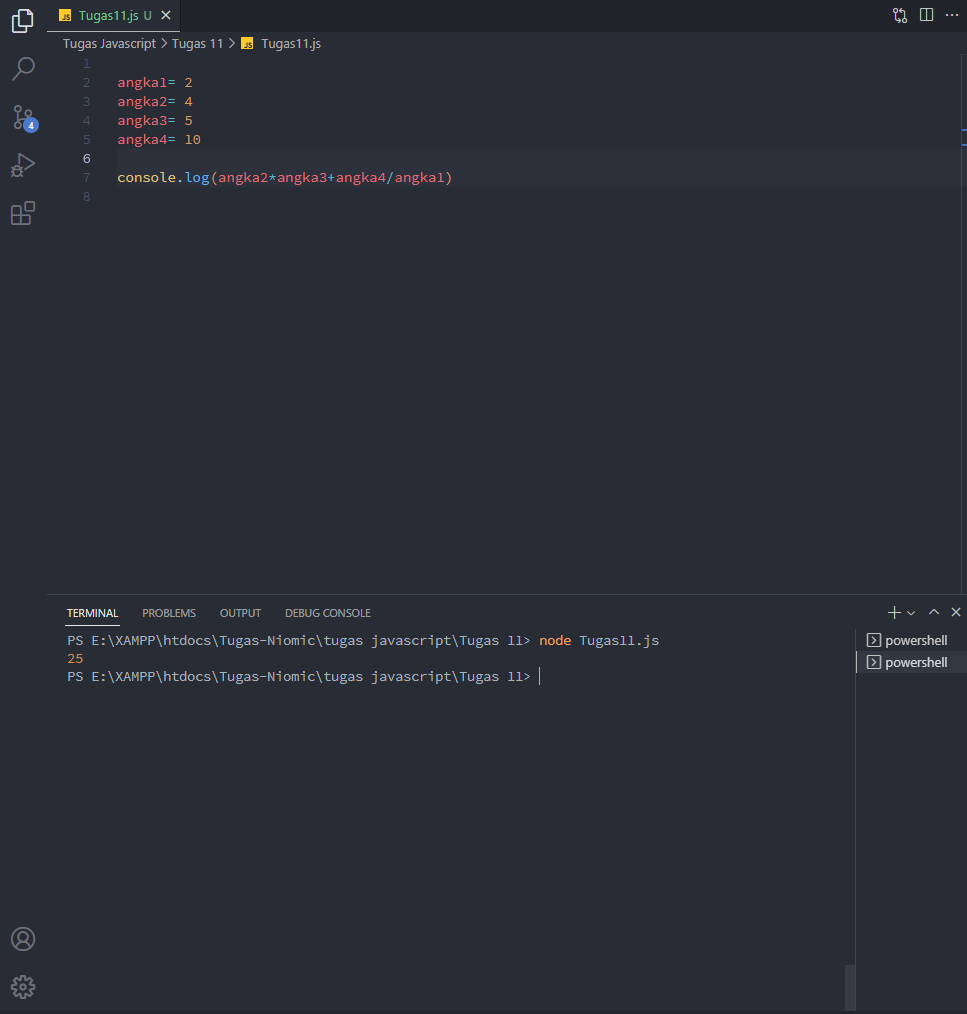 JS Tugas11.js U
Tugas Javascript > Tugas 11 > JS Tugas11.js
1
2 angka1= 2
3 angka2= 4
4 angka3= 5
5 angka4= 10
6
7 console.log(angka2*angka3+angka4/angka1)
8
4
TERMINAL PROBLEMS OUTPUT DEBUG CONSOLE
PS E:\XAMPP\htdocs\Tugas-Niomic\tugas javascript\Tugas 11> node Tugas11.js
25
PS E:\XAMPP\htdocs\Tugas-Niomic\tugas javascript\Tugas 11>
powershell
powershell